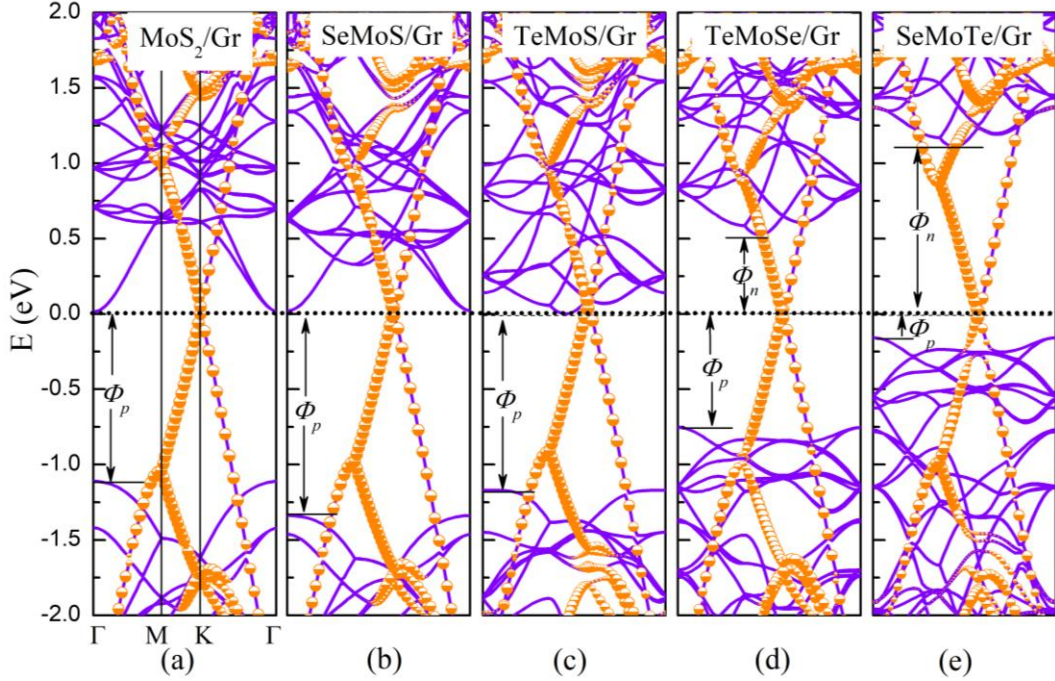 MoS₂/Gr
SeMoS/Gr
TeMoS/Gr
TeMoSe/Gr
SeMoTe/Gr
2.0
1.5
1.0
0.5
0.0
-0.5
-1.0
-1.5
-2.0
E (eV)
Φp
Φp
Φp
Φn
Φp
Φn
Φp
Γ M K Γ
(a) (b) (c) (d) (e)